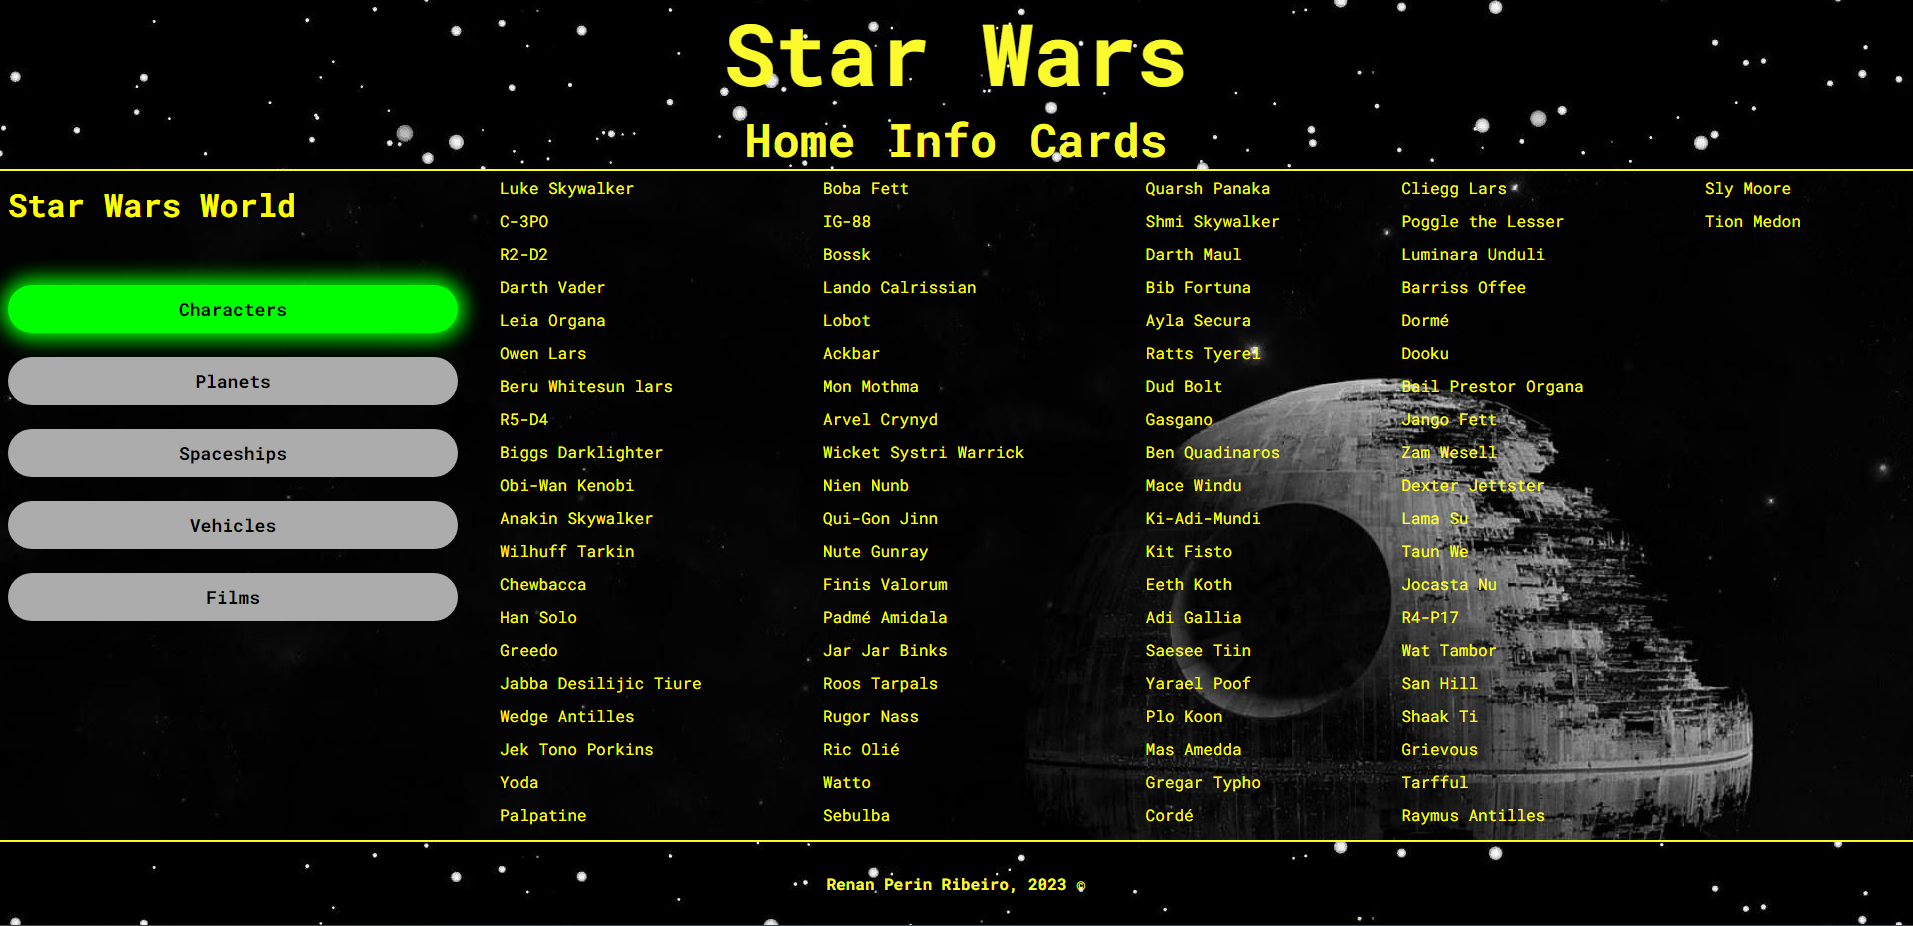 Star Wars
Home Info Cards
Star Wars World
Characters
Planets
Spaceships
Vehicles
Films
Luke Skywalker
C-3PO
R2-D2
Darth Vader
Leia Organa
Owen Lars
Beru Whitesun lars
R5-D4
Biggs Darklighter
Obi-Wan Kenobi
Anakin Skywalker
Wilhuff Tarkin
Chewbacca
Han Solo
Greedo
Jabba Desilijic Tiure
Wedge Antilles
Jek Tono Porkins
Yoda
Palpatine
Boba Fett
IG-88
Bossk
Lando Calrissian
Lobot
Ackbar
Mon Mothma
Arvel Crynyd
Wicket Systri Warrick
Nien Nunb
Qui-Gon Jinn
Nute Gunray
Finis Valorum
Padmé Amidala
Jar Jar Binks
Roos Tarpals
Rugor Nass
Ric Olié
Watto
Sebulba
Quarsh Panaka
Shmi Skywalker
Darth Maul
Bib Fortuna
Ayla Secura
Ratts Tyerel
Dud Bolt
Gasgano
Ben Quadinaros
Mace Windu
Ki-Adi-Mundi
Kit Fisto
Eeth Koth
Adi Gallia
Saesee Tiin
Yarael Poof
Plo Koon
Mas Amedda
Gregar Typho
Cordé
Cliegg Lars
Poggle the Lesser
Luminara Unduli
Barriss Offee
Dormé
Dooku
Bail Prestor Organa
Jango Fett
Zam Wesell
Dexter Jettster
Lama Su
Taun We
Jocasta Nu
R4-P17
Wat Tambor
San Hill
Shaak Ti
Grievous
Tarfful
Raymus Antilles
Sly Moore
Tion Medon
Renan Perin Ribeiro, 2023 ©